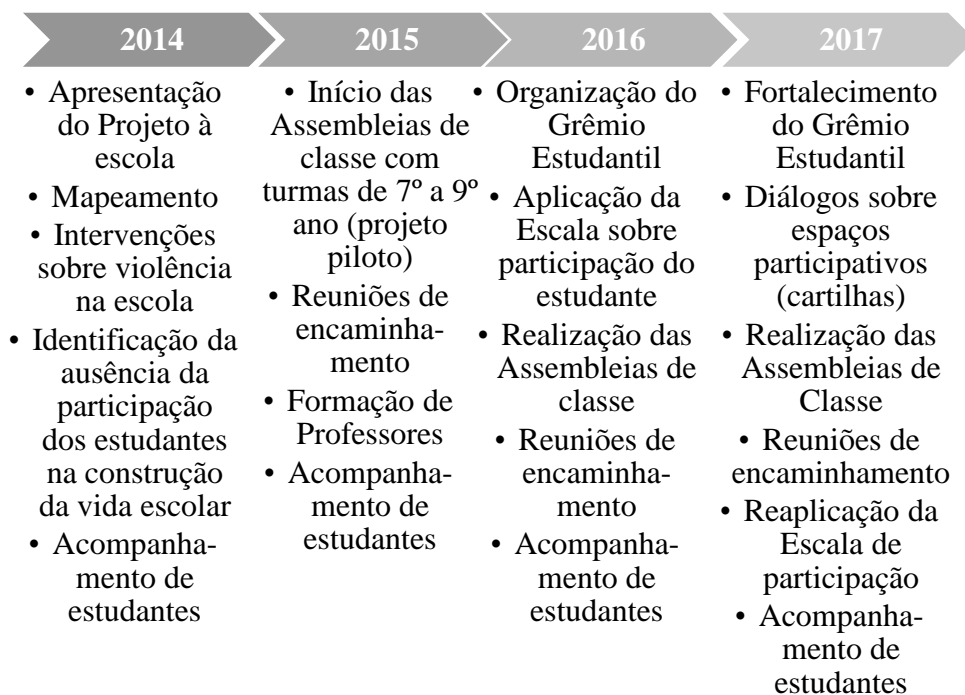 2014
• Apresentação
do Projeto à
escola
• Mapeamento
• Intervenções
sobre violência
na escola
• Identificação da
ausência da
participação
dos estudantes
na construção
da vida escolar
• Acompanha-
mento de
estudantes
2015
• Início das
Assembleias de
classe com
turmas de 7º a 9º
ano (projeto
piloto)
• Reuniões de
encaminha-
mento
• Formação de
Professores
• Acompanha-
mento de
estudantes
2016
• Organização do
Grêmio
Estudantil
• Aplicação da
Escala sobre
participação do
estudante
• Realização das
Assembleias de
classe
• Reuniões de
encaminha-
mento
• Acompanha-
mento de
estudantes
2017
• Fortalecimento
do Grêmio
Estudantil
• Diálogos sobre
espaços
participativos
(cartilhas)
• Realização das
Assembleias de
Classe
• Reuniões de
encaminhamento
• Reaplicação da
Escala de
participação
• Acompanha-
mento de
estudantes